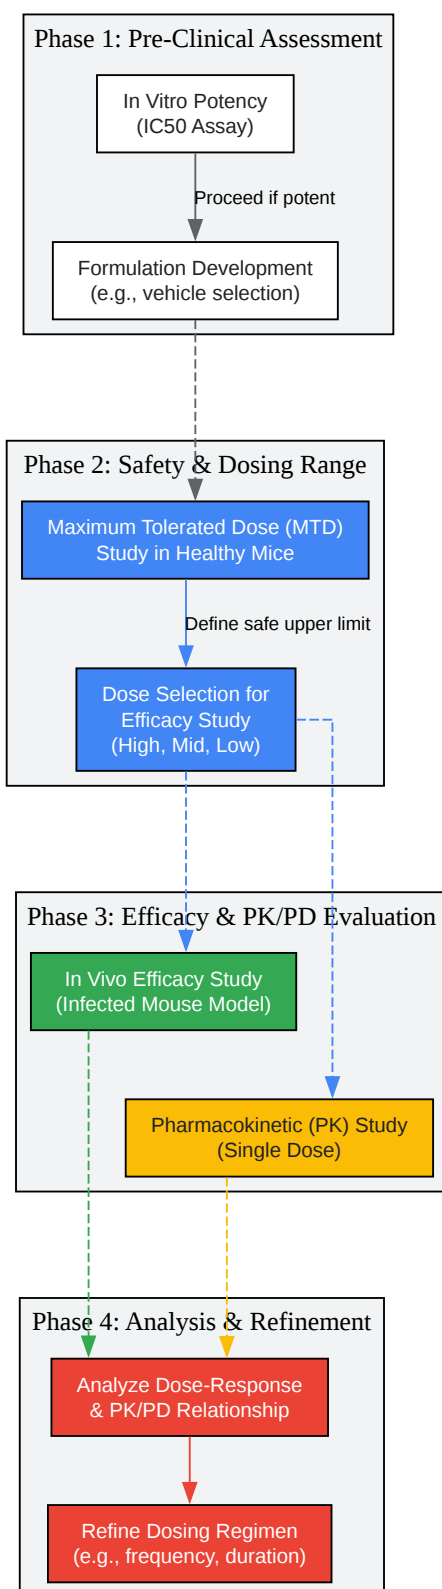 Phase 1: Pre-Clinical Assessment
In Vitro Potency
(IC50 Assay)
Proceed if potent
Formulation Development
(e.g., vehicle selection)
Phase 2: Safety & Dosing Range
Maximum Tolerated Dose (MTD)
Study in Healthy Mice
Define safe upper limit
Dose Selection for
Efficacy Study
(High, Mid, Low)
Phase 3: Efficacy & PK/PD Evaluation
In Vivo Efficacy Study
(Infected Mouse Model)
Pharmacokinetic (PK) Study
(Single Dose)
Phase 4: Analysis & Refinement
Analyze Dose-Response
& PK/PD Relationship
Refine Dosing Regimen
(e.g., frequency, duration)